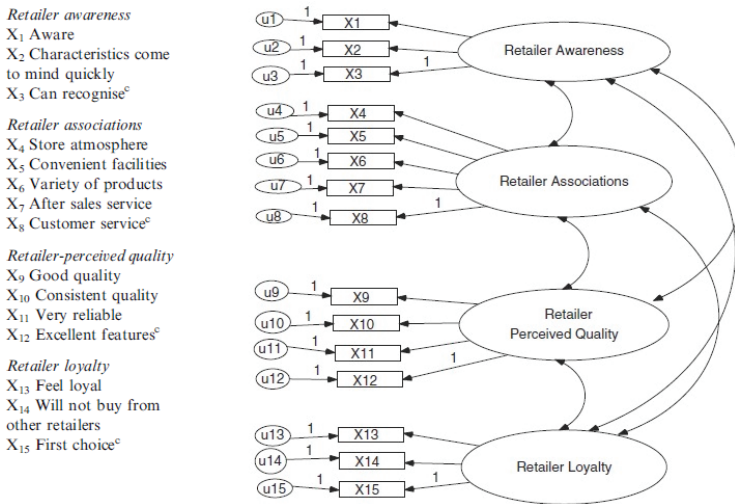 Retailer awareness
X₁ Aware
X₂ Characteristics come
to mind quickly
X₃ Can recogniseᶜ
Retailer associations
X₄ Store atmosphere
X₅ Convenient facilities
X₆ Variety of products
X₇ After sales service
X₈ Customer serviceᶜ
Retailer-perceived quality
X₉ Good quality
X₁₀ Consistent quality
X₁₁ Very reliable
X₁₂ Excellent featuresᶜ
Retailer loyalty
X₁₃ Feel loyal
X₁₄ Will not buy from
other retailers
X₁₅ First choiceᶜ
u1 1 X1
u2 1 X2
u3 1 X3 1
Retailer Awareness
u4 1 X4
u5 1 X5
u6 1 X6
u7 1 X7
u8 1 X8 1
Retailer Associations
u9 1 X9
u10 1 X10
u11 1 X11
u12 1 X12 1
Retailer
Perceived Quality
u13 1 X13
u14 1 X14
u15 1 X15 1
Retailer Loyalty